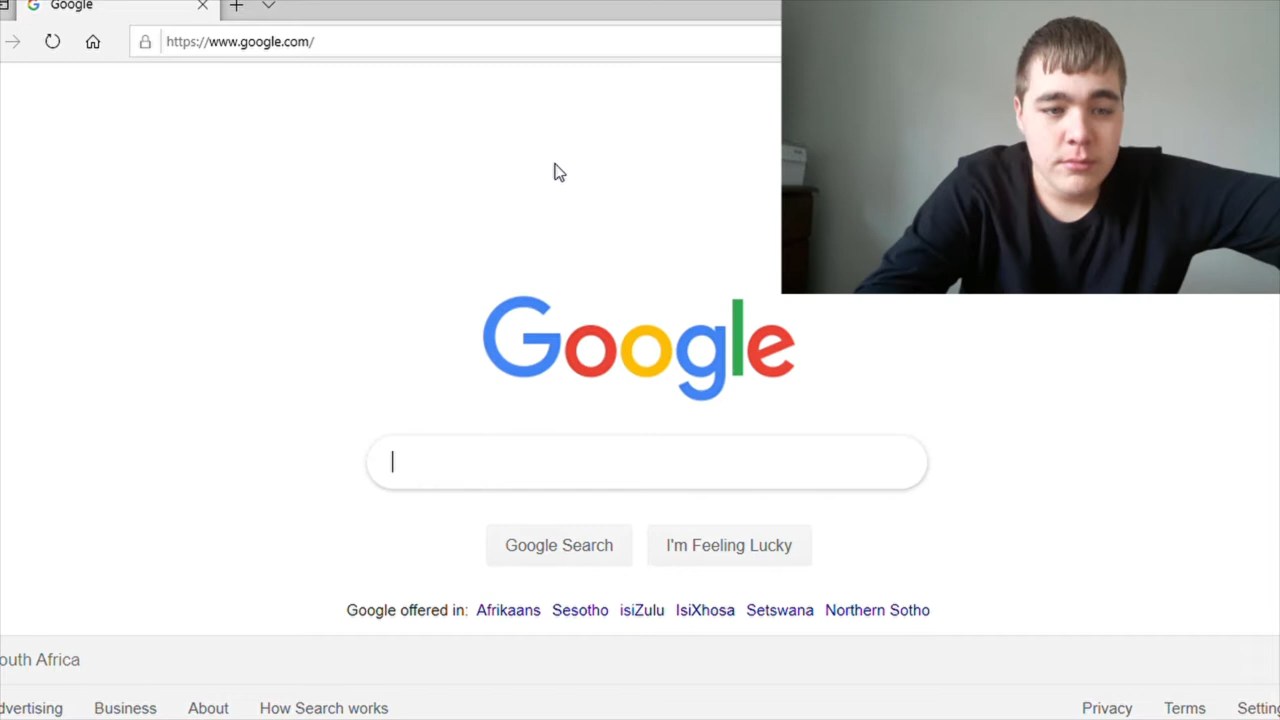 Google
https://www.google.com/
Google
Google Search
I'm Feeling Lucky
Google offered in: Afrikaans Sesotho isiZulu IsiXhosa Setswana Northern Sotho
outh Africa
dvertising Business About How Search works
Privacy Terms Setting